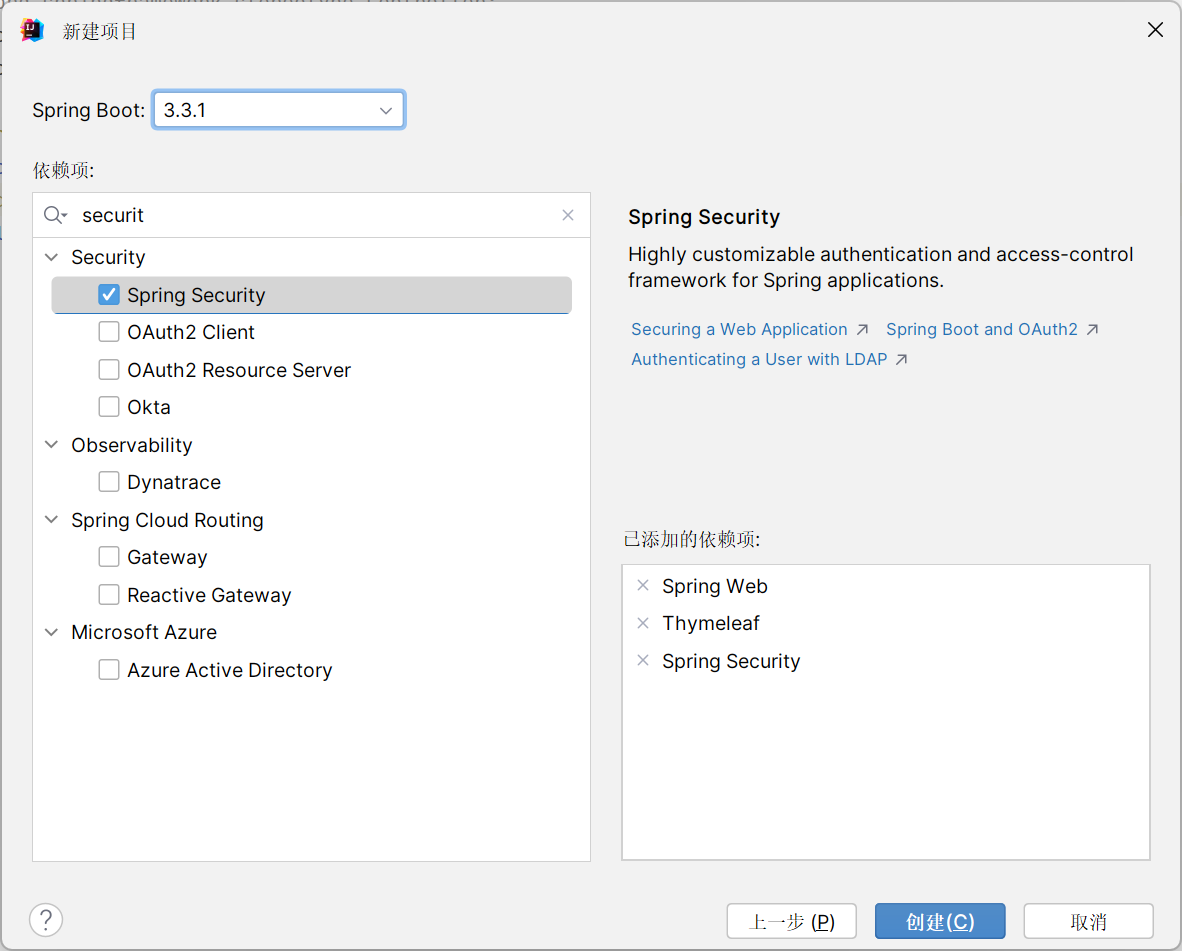 新建项目
Spring Boot: 3.3.1
依赖项:
securit
Security
Spring Security
OAuth2 Client
OAuth2 Resource Server
Okta
Observability
Dynatrace
Spring Cloud Routing
Gateway
Reactive Gateway
Microsoft Azure
Azure Active Directory
Spring Security
Highly customizable authentication and access-control
framework for Spring applications.
Securing a Web Application ↗ Spring Boot and OAuth2 ↗
Authenticating a User with LDAP ↗
已添加的依赖项:
Spring Web
Thymeleaf
Spring Security
?
上一步 (P) 创建(C) 取消